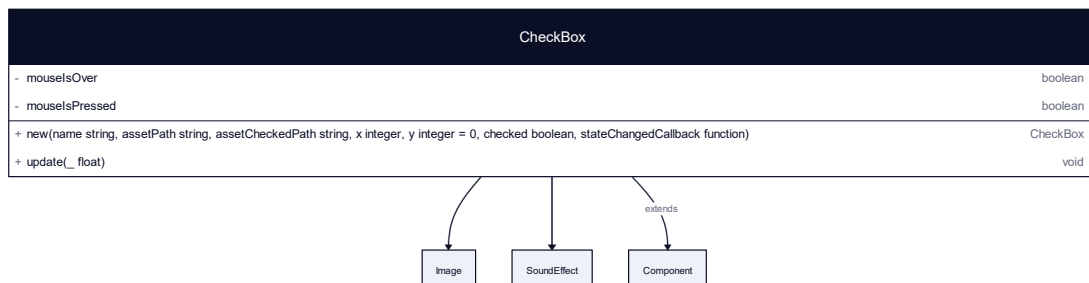 CheckBox
- mouseIsOver boolean
- mouseIsPressed boolean
+ new(name string, assetPath string, assetCheckedPath string, x integer, y integer = 0, checked boolean, stateChangedCallback function) CheckBox
+ update(_ float) void
extends
Image SoundEffect Component